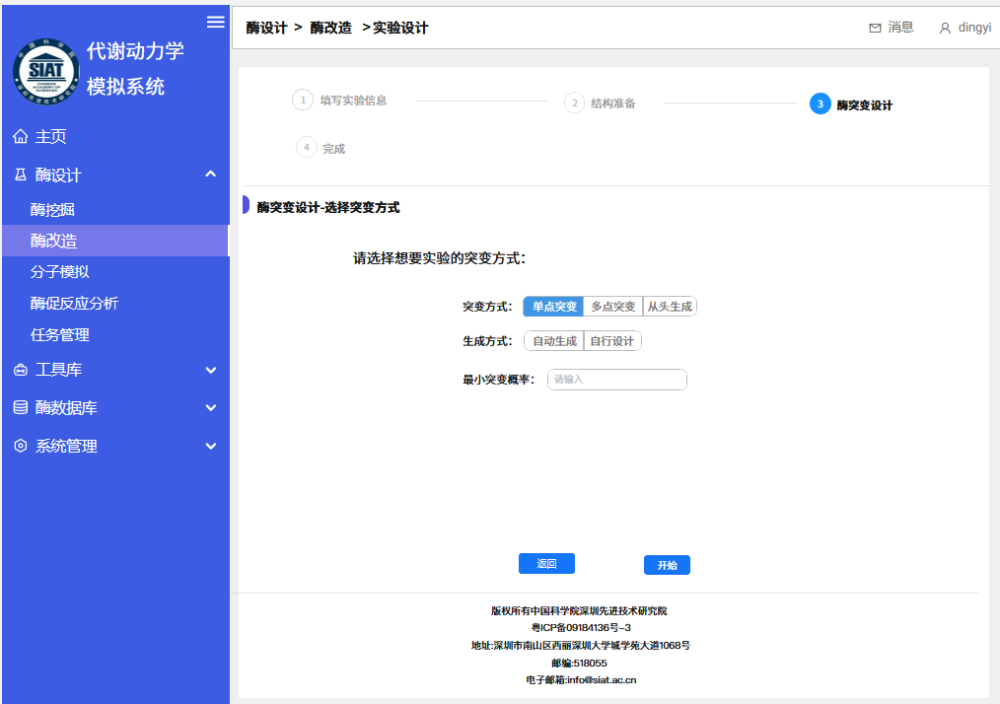 代谢动力学
模拟系统
SIAT
主页
酶设计
酶挖掘
酶改造
分子模拟
酶促反应分析
任务管理
工具库
酶数据库
系统管理
酶设计 > 酶改造 >实验设计
消息
dingyi
1 填写实验信息
2 结构准备
3 酶突变设计
4 完成
酶突变设计-选择突变方式
请选择想要实验的突变方式：
突变方式： 单点突变 多点突变 从头生成
生成方式： 自动生成 自行设计
最小突变概率： 请输入
返回 开始
版权所有中国科学院深圳先进技术研究院
粤ICP备09184136号-3
地址:深圳市南山区西丽深圳大学城学苑大道1068号
邮编:518055
电子邮箱:info@siat.ac.cn